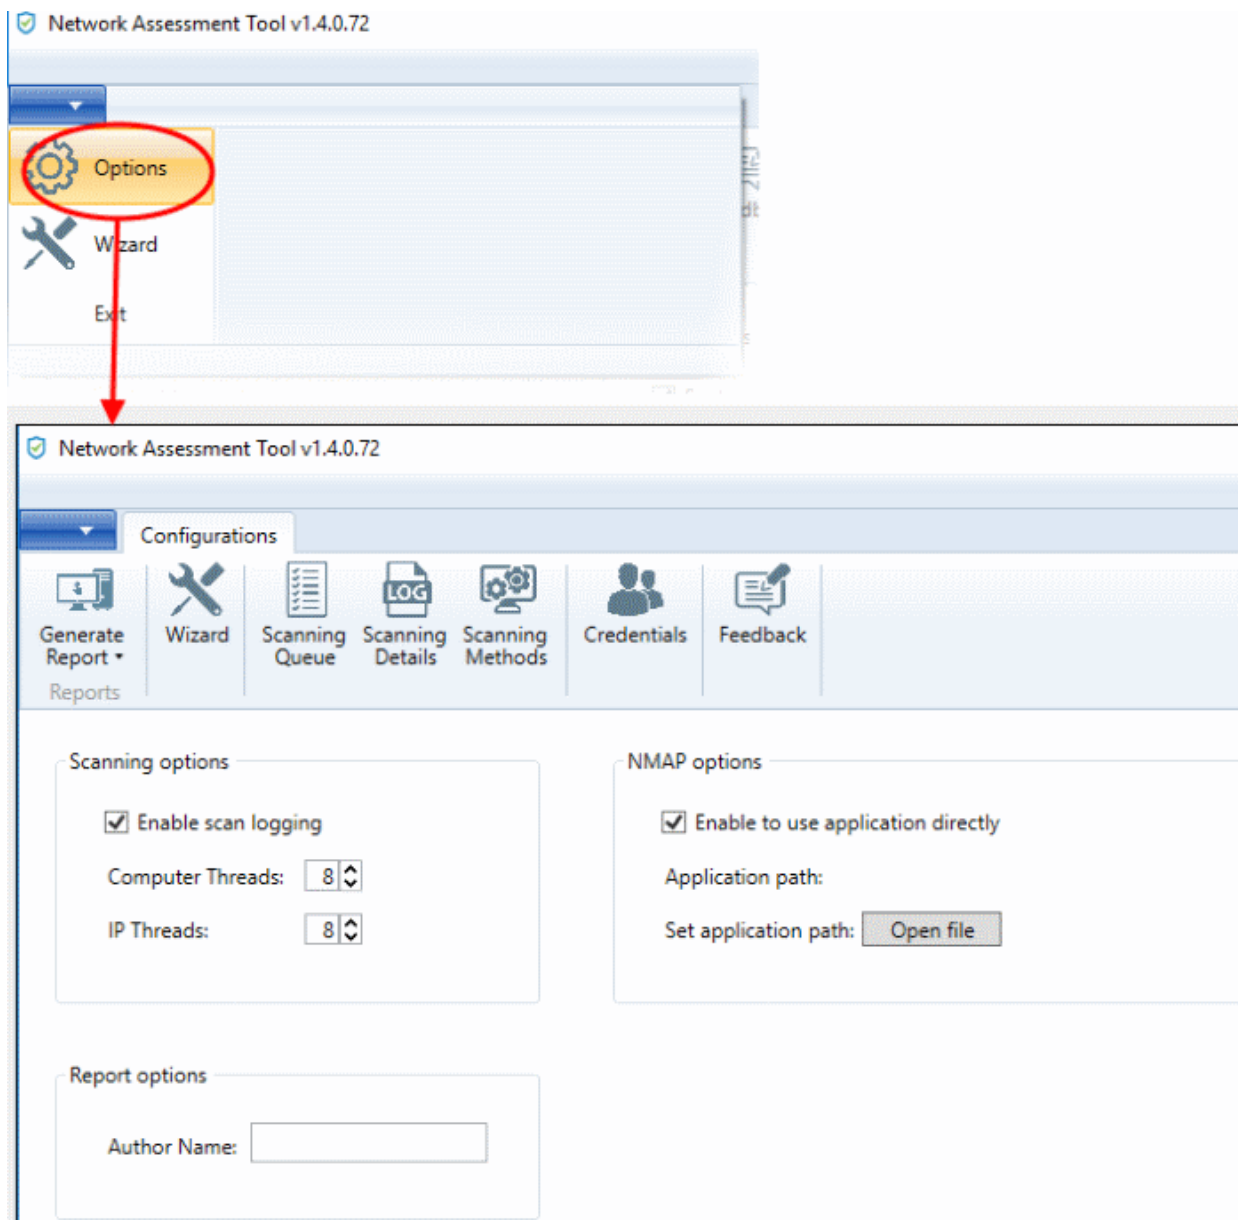 Network Assessment Tool v1.4.0.72
Options
Wizard
Exit
Network Assessment Tool v1.4.0.72
Configurations
Generate Report
Wizard
Scanning Queue
LOG
Scanning Details
Scanning Methods
Credentials
Feedback
Reports
Scanning options
Enable scan logging
Computer Threads: 8
IP Threads: 8
NMAP options
Enable to use application directly
Application path:
Set application path: Open file
Report options
Author Name: